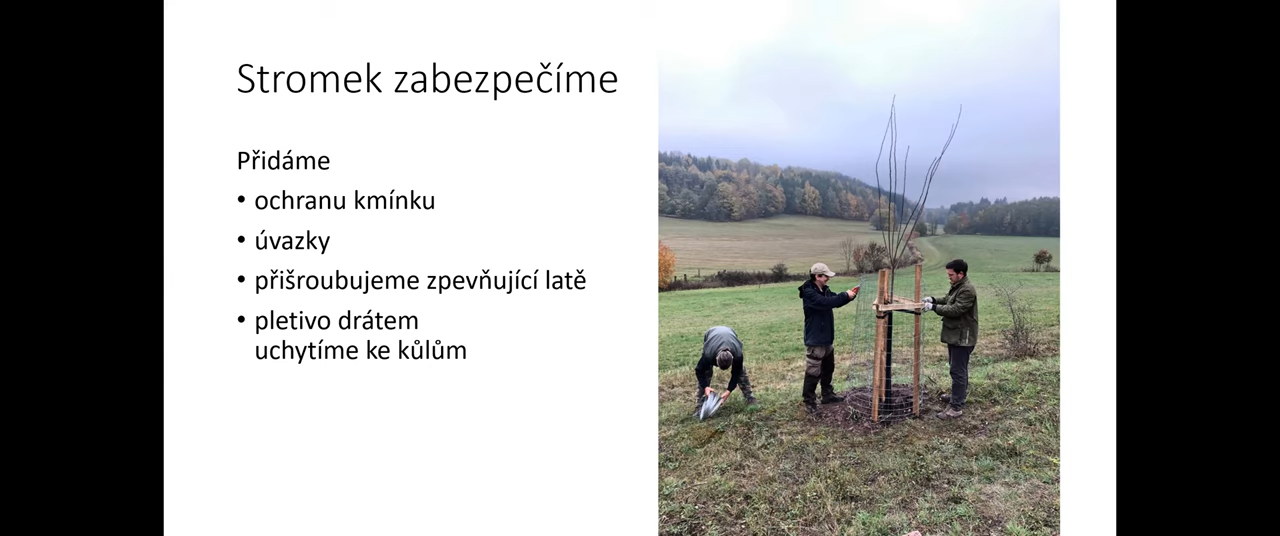 Stromek zabezpečíme
Přidáme
• ochranu kmínku
• úvazky
• přišroubujeme zpevňující latě
• pletivo drátem
uchytíme ke kůlům